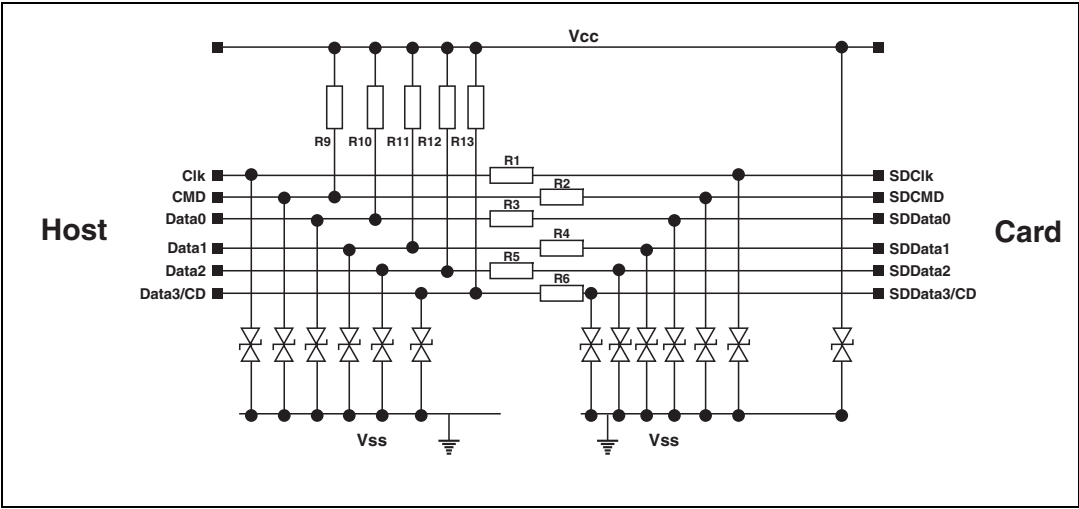 Vcc
R9 R10 R11 R12 R13
R1
Clk SDClk
R2
CMD SDCMD
R3
Data0 SDData0
Host Card
R4
Data1 SDData1
R5
Data2 SDData2
R6
Data3/CD SDData3/CD
Vss Vss